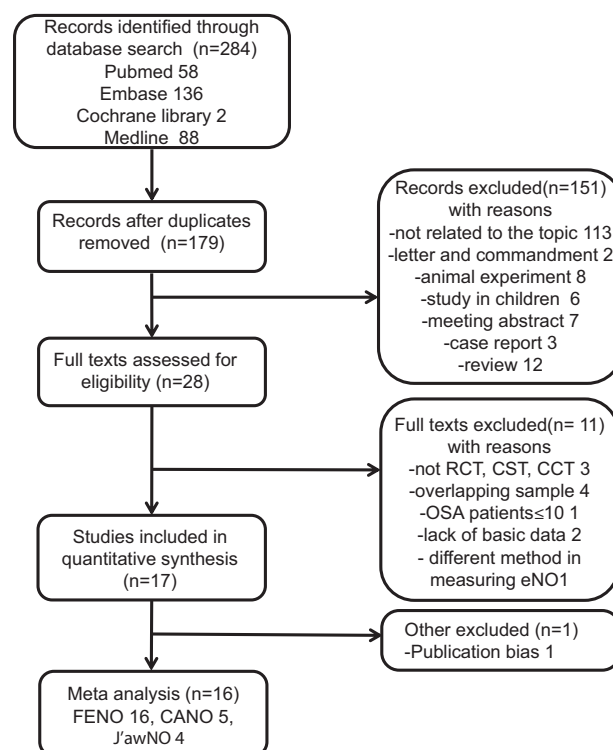 Records identified through
database search (n=284)
Pubmed 58
Embase 136
Cochrane library 2
Medline 88
Records after duplicates
removed (n=179)
Records excluded(n=151)
with reasons
-not related to the topic 113
-letter and commandment 2
-animal experiment 8
-study in children 6
-meeting abstract 7
-case report 3
-review 12
Full texts assessed for
eligibility (n=28)
Full texts excluded(n= 11)
with reasons
-not RCT, CST, CCT 3
-overlapping sample 4
-OSA patients≤10 1
-lack of basic data 2
- different method in
measuring eNO1
Studies included in
quantitative synthesis
(n=17)
Other excluded (n=1)
-Publication bias 1
Meta analysis (n=16)
FENO 16, CANO 5,
J'awNO 4